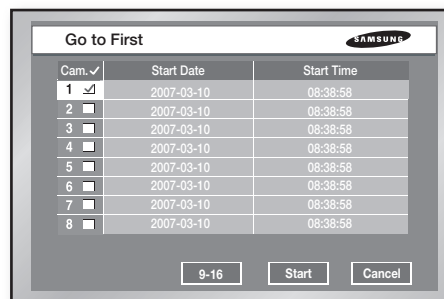 Go to First SAMSUNG
Cam. Start Date Start Time
1 2007-03-10 08:38:58
2 2007-03-10 08:38:58
3 2007-03-10 08:38:58
4 2007-03-10 08:38:58
5 2007-03-10 08:38:58
6 2007-03-10 08:38:58
7 2007-03-10 08:38:58
8 2007-03-10 08:38:58
9-16 Start Cancel